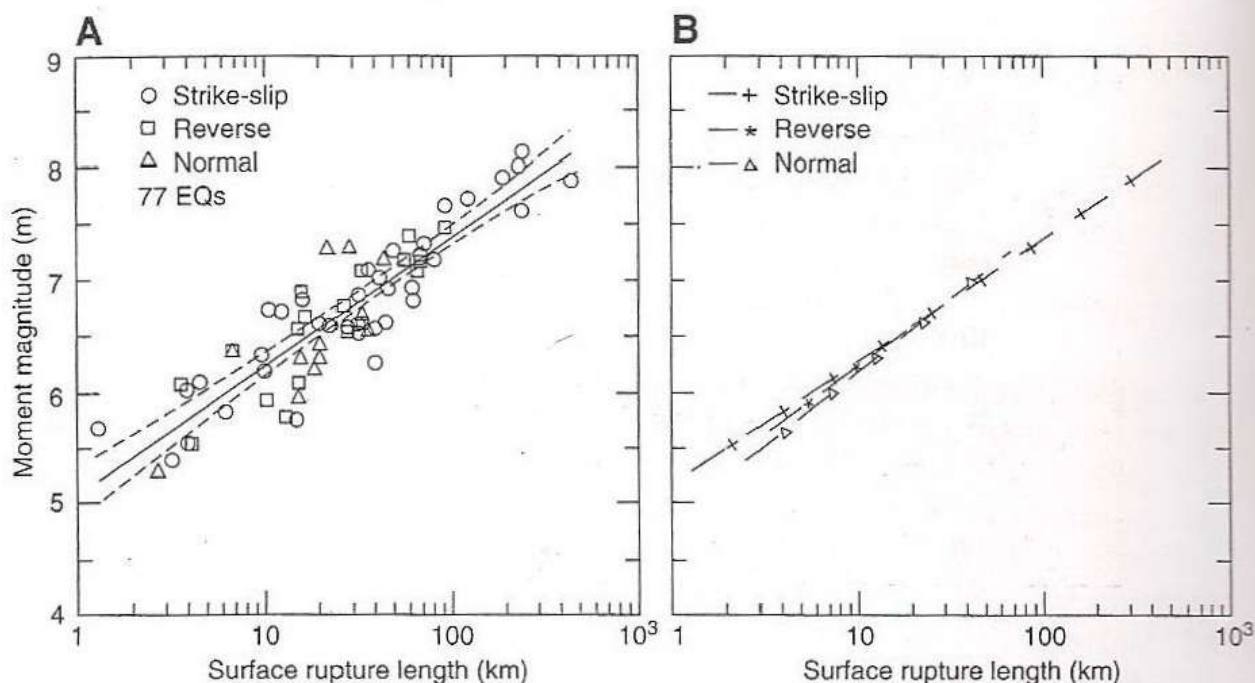 A
9
8
7
6
5
4
Moment magnitude (m)
Strike-slip
Reverse
Normal
77 EQs
1
10
100
10³
Surface rupture length (km)
B
Strike-slip
Reverse
Normal
1
10
100
10³
Surface rupture length (km)